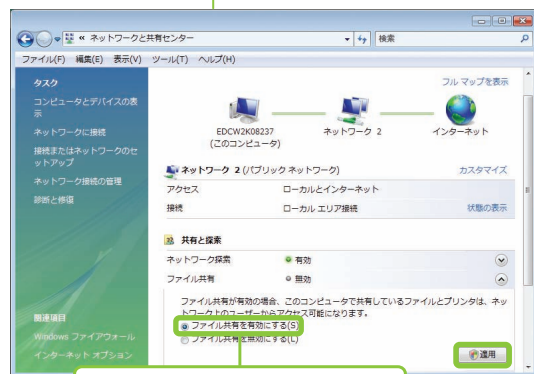 ネットワークと共有センター
検索
ファイル(F) 編集(E) 表示(V) ツール(T) ヘルプ(H)
タスク
コンピュータとデバイスの表
示
ネットワークに接続
接続またはネットワークのセ
ットアップ
ネットワーク接続の管理
診断と修復
関連項目
Windows ファイアウォール
インターネット オプション
フル マップを表示
EDCW2K08237
(このコンピュータ)
ネットワーク 2
インターネット
ネットワーク 2 (パブリック ネットワーク)
カスタマイズ
アクセス ローカルとインターネット
接続 ローカル エリア接続 状態の表示
共有と探索
ネットワーク探索 有効
ファイル共有 無効
ファイル共有が有効の場合、このコンピュータで共有しているファイルとプリンタは、ネッ
トワーク上のユーザーからアクセス可能になります。
ファイル共有を有効にする(S)
ファイル共有を無効にする(L)
適用